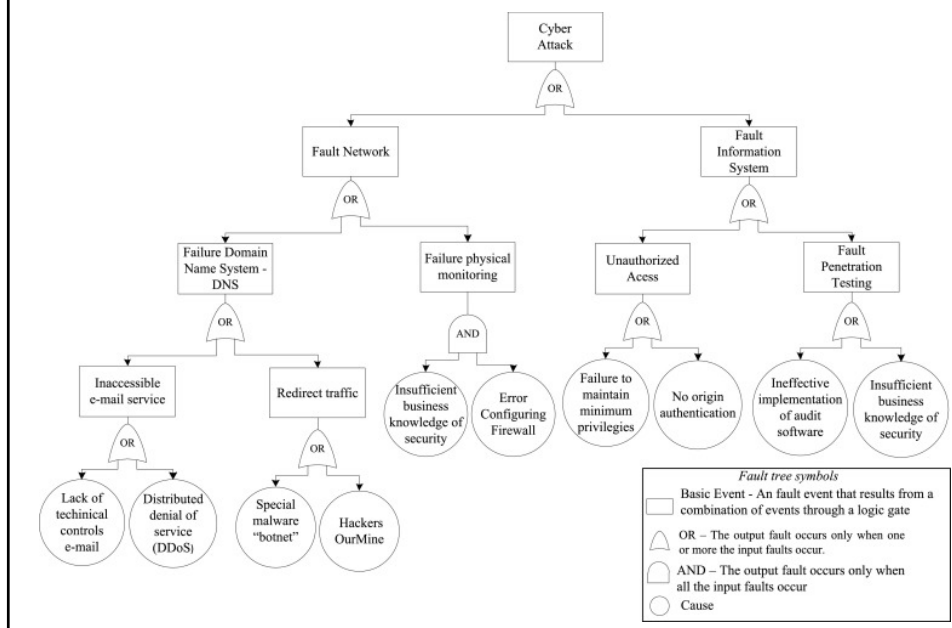 Cyber
Attack
OR
Fault Network
Fault
Information
System
OR
OR
Failure Domain
Name System -
DNS
Failure physical
monitoring
Unauthorized
Acess
Fault
Penetration
Testing
OR
AND
OR
OR
Inaccessible
e-mail service
Redirect traffic
Insufficient
business
knowledge of
security
Error
Configuring
Firewall
Failure to
maintain
minimum
privilegies
No origin
authentication
Ineffective
implementation
of audit
software
Insufficient
business
knowledge of
security
OR
OR
Lack of
techinical
controls
e-mail
Distributed
denial of
service
(DDoS)
Special
malware
“botnet”
Hackers
OurMine
Fault tree symbols
Basic Event - An fault event that results from a
combination of events through a logic gate
OR – The output fault occurs only when one
or more the input faults occur.
AND – The output fault occurs only when
all the input faults occur
Cause